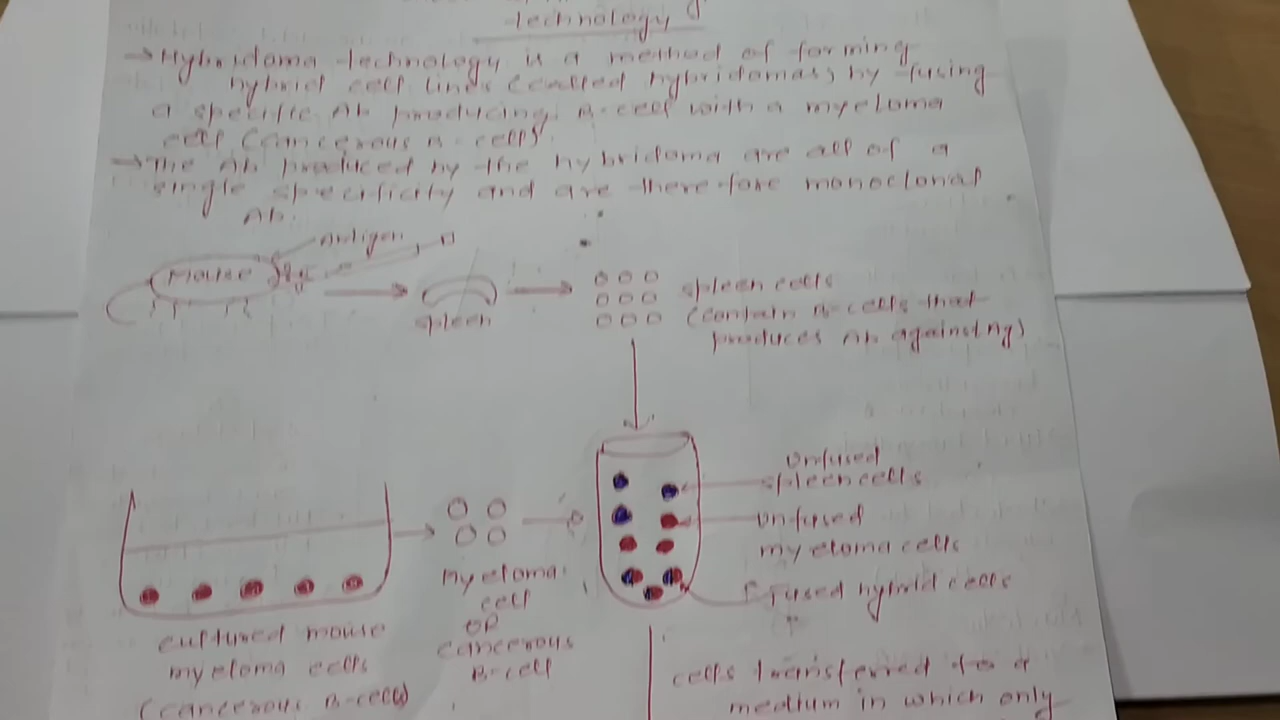 technology
→ Hybridoma technology is a method of forming
hybrid cell lines (called hybridomas) by fusing
a specific Ab producing B-cell with a myeloma
cell (cancerous B-cells).
→ The Ab produced by the hybridoma are all of a
single specificity and are therefore monoclonal
Ab.
Antigen
Mouse
spleen
spleen cells
(contain B-cells that
produces Ab against Ag)
unfused
spleen cells
unfused
myeloma cells
Fused hybrid cells
myeloma
cell
OR
cancerous
B-cell
cultured mouse
myeloma cells
(cancerous B-cell)
cells transferred to a
medium in which only